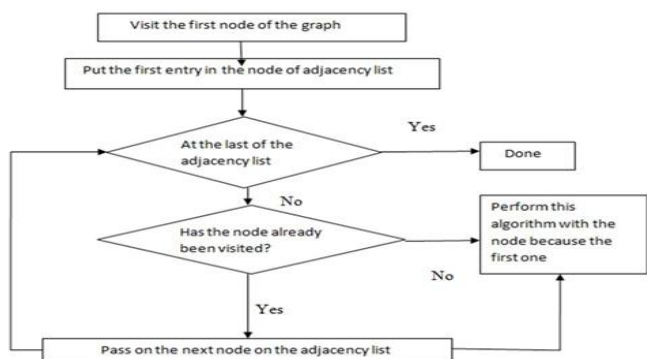 Visit the first node of the graph
Put the first entry in the node of adjacency list
At the last of the
adjacency list
Yes
Done
No
Has the node already
been visited?
Perform this
algorithm with the
node because the
first one
No
Yes
Pass on the next node on the adjacency list